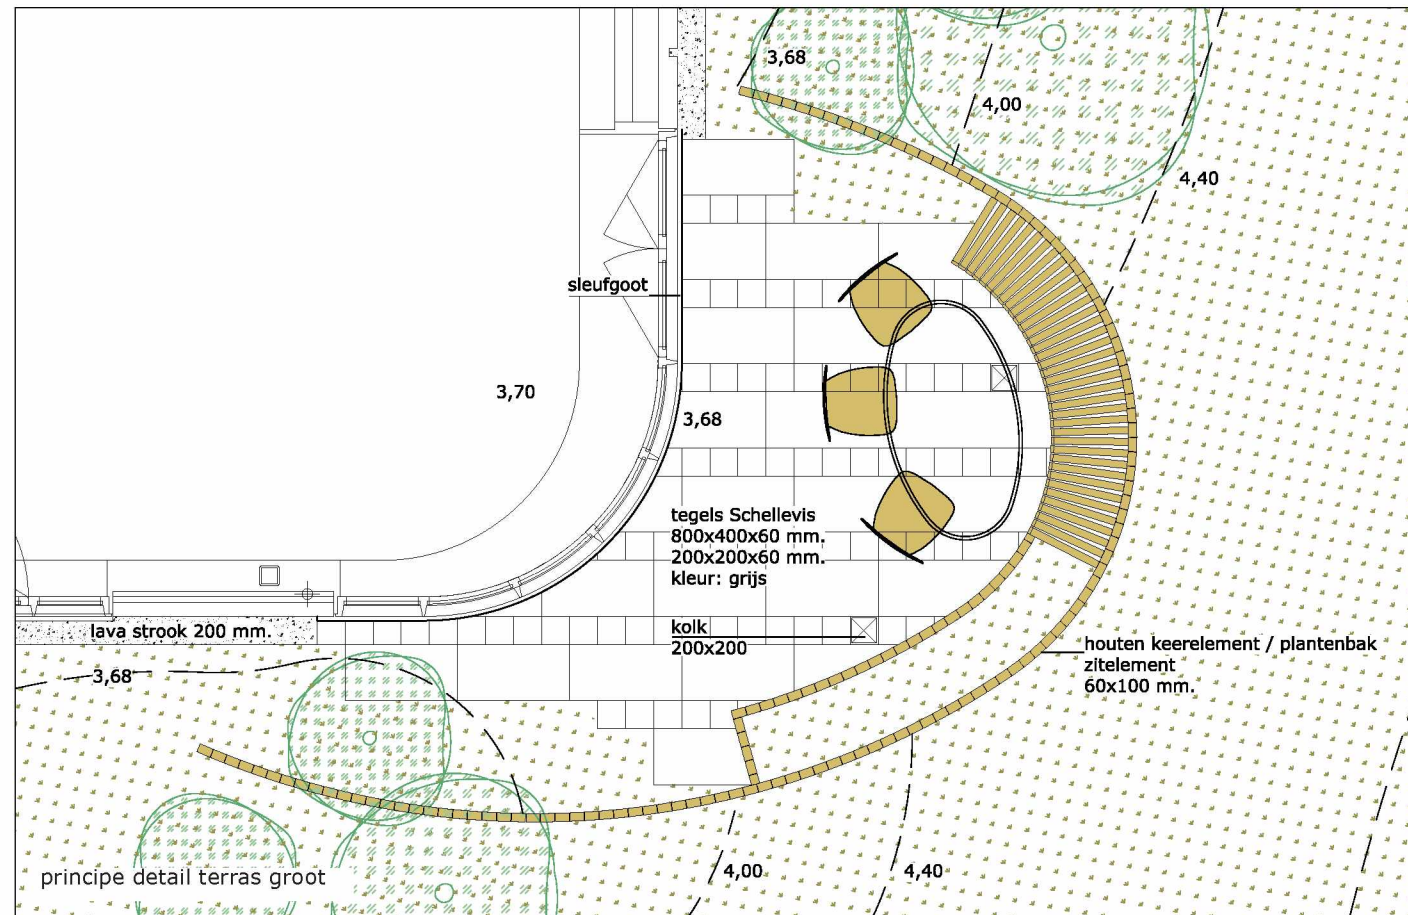 3,68
4,00
4,40
sleufgoot
3,70
3,68
tegels Schellevis
800x400x60 mm.
200x200x60 mm.
kleur: grijs
lava strook 200 mm.
kolk
200x200
houten keerelement / plantenbak
zitelement
60x100 mm.
3,68
principe detail terras groot
4,00
4,40